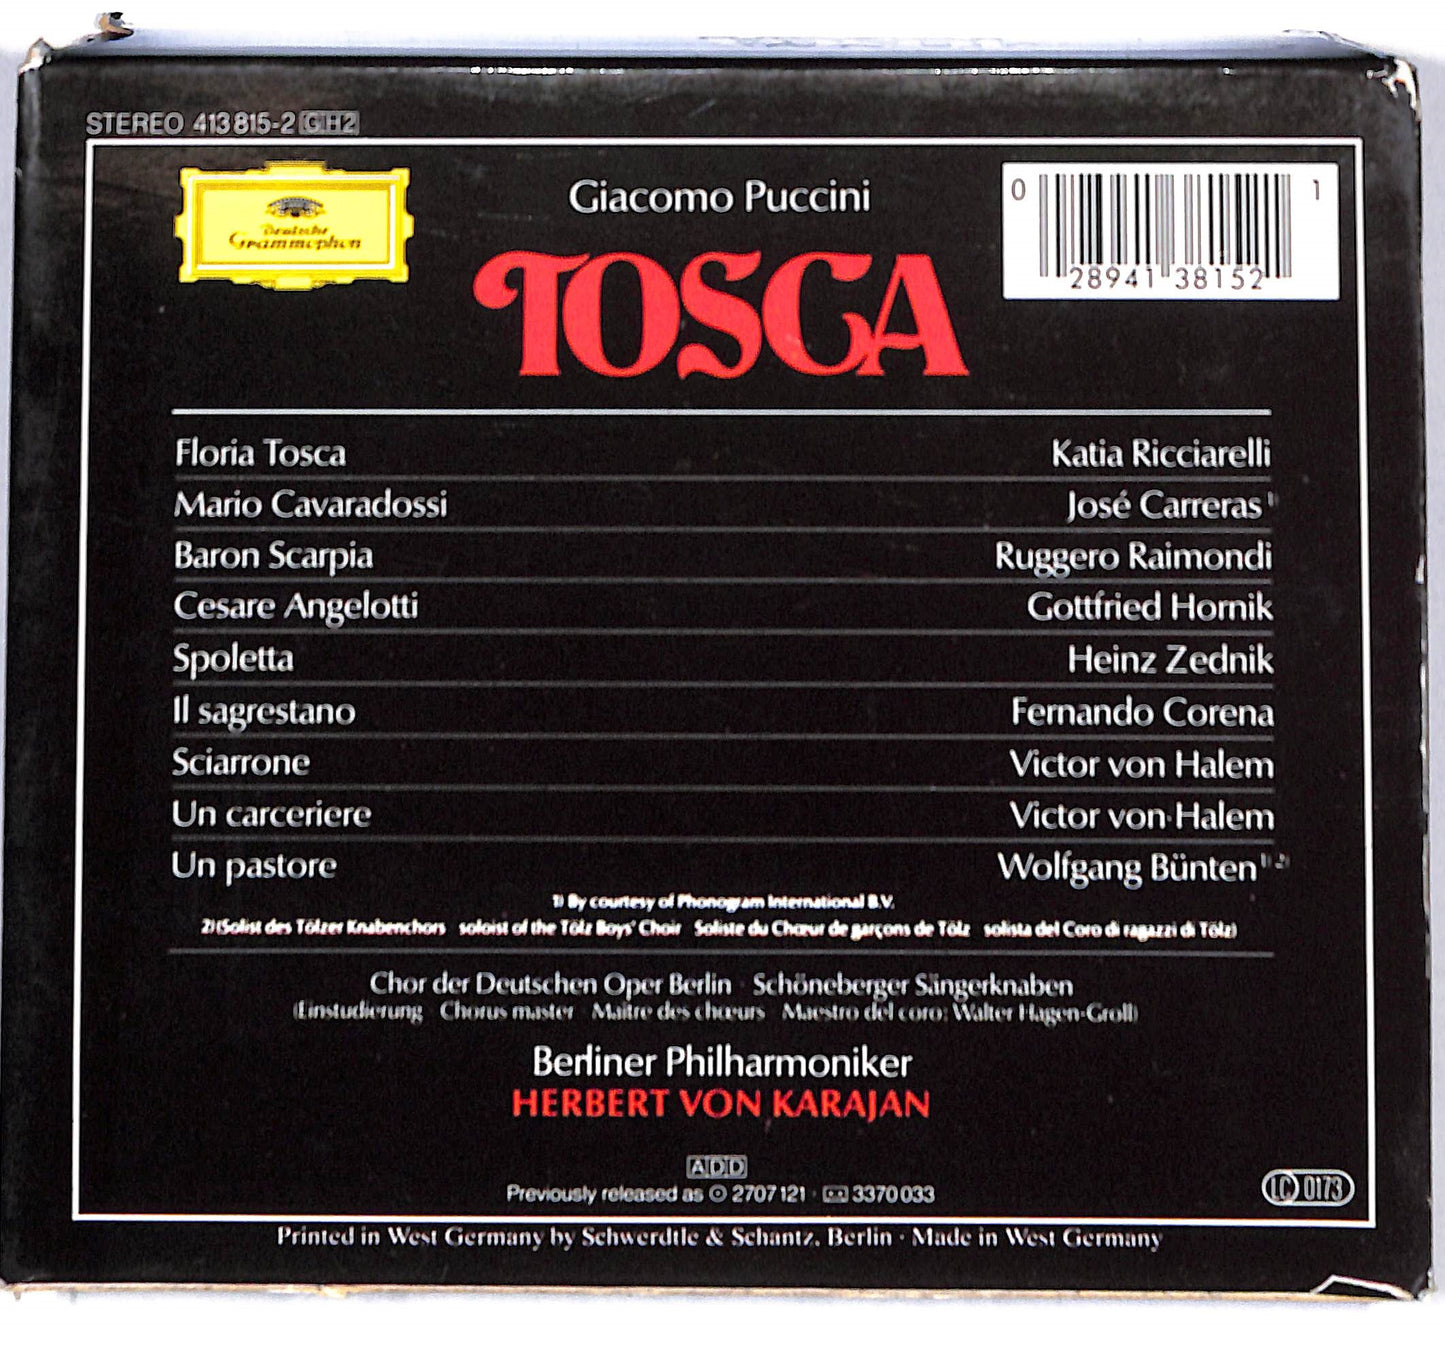 STEREO 413 815-2 GH2
Deutsche
Grammophon
Giacomo Puccini
TOSCA
0 28941 38152 1
Floria Tosca Katia Ricciarelli
Mario Cavaradossi José Carreras 1)
Baron Scarpia Ruggero Raimondi
Cesare Angelotti Gottfried Hornik
Spoletta Heinz Zednik
Il sagrestano Fernando Corena
Sciarrone Victor von Halem
Un carceriere Victor von Halem
Un pastore Wolfgang Bünten 1) 2)
1) By courtesy of Phonogram International B.V.
2) (Solist des Tölzer Knabenchors soloist of the Tölz Boys' Choir Soliste du Chœur de garçons de Tölz solista del Coro di ragazzi di Tölz)
Chor der Deutschen Oper Berlin · Schöneberger Sängerknaben
(Einstudierung Chorus master Maître des chœurs Maestro del coro: Walter Hagen-Groll)
Berliner Philharmoniker
HERBERT VON KARAJAN
ADD
Previously released as 2707 121 · 3370 033
LC 0173
Printed in West Germany by Schwerdtle & Schantz, Berlin · Made in West Germany